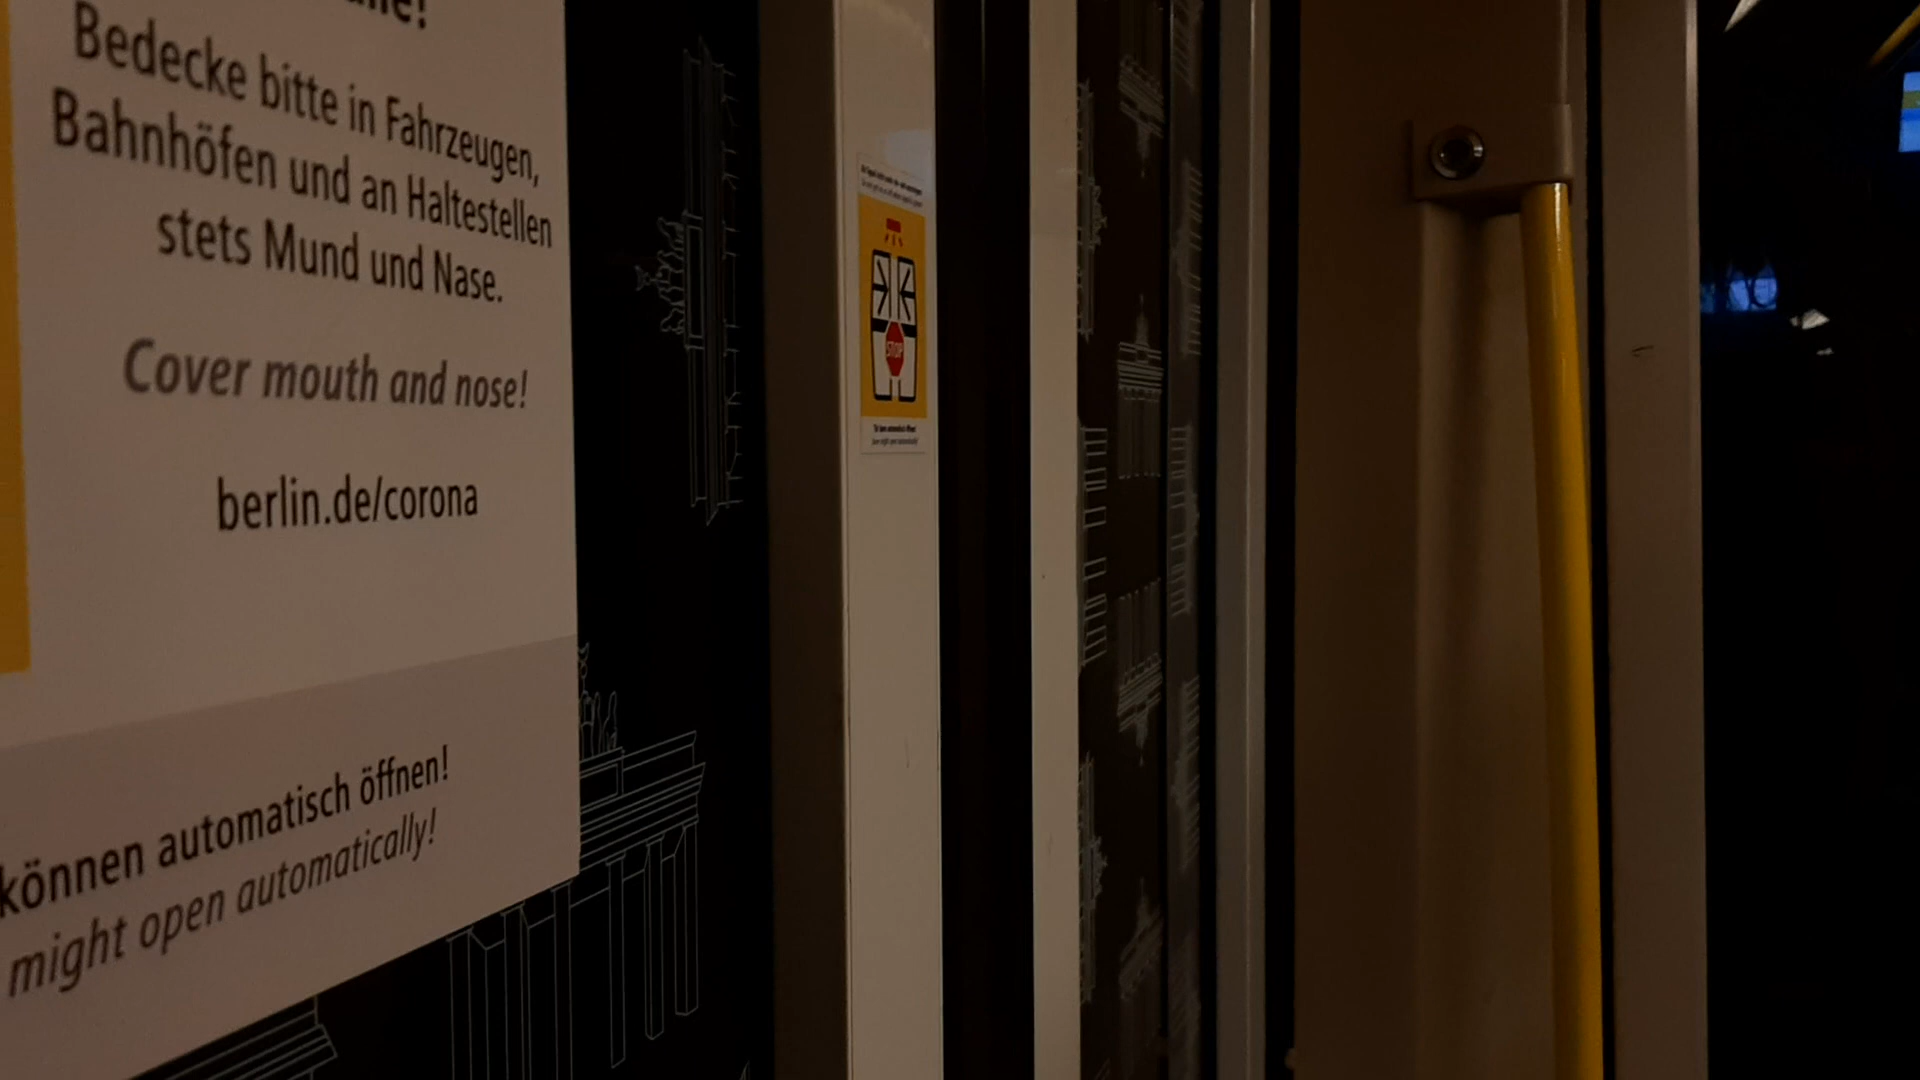 Bedecke bitte in Fahrzeugen,
Bahnhöfen und an Haltestellen
stets Mund und Nase.
Cover mouth and nose!
berlin.de/corona
können automatisch öffnen!
might open automatically!
STOP